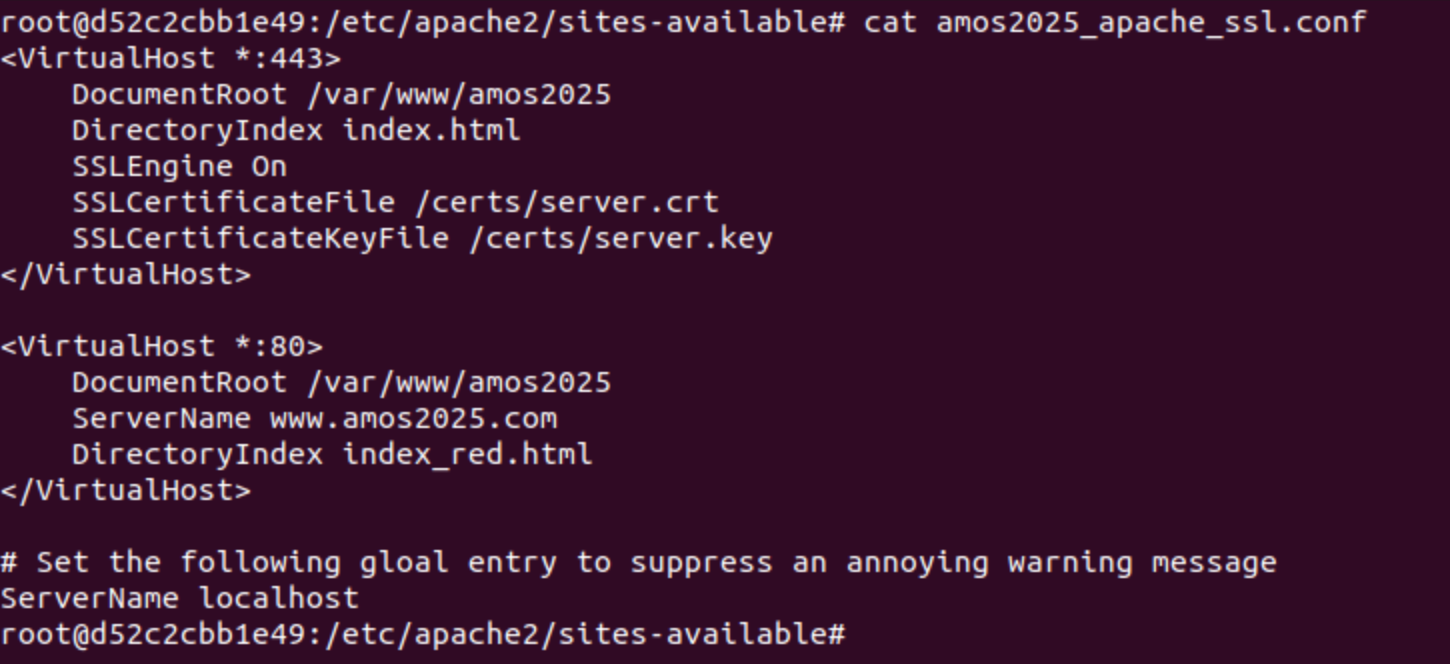 root@d52c2cbb1e49:/etc/apache2/sites-available# cat amos2025_apache_ssl.conf
<VirtualHost *:443>
    DocumentRoot /var/www/amos2025
    DirectoryIndex index.html
    SSLEngine On
    SSLCertificateFile /certs/server.crt
    SSLCertificateKeyFile /certs/server.key
</VirtualHost>

<VirtualHost *:80>
    DocumentRoot /var/www/amos2025
    ServerName www.amos2025.com
    DirectoryIndex index_red.html
</VirtualHost>

# Set the following gloal entry to suppress an annoying warning message
ServerName localhost
root@d52c2cbb1e49:/etc/apache2/sites-available#